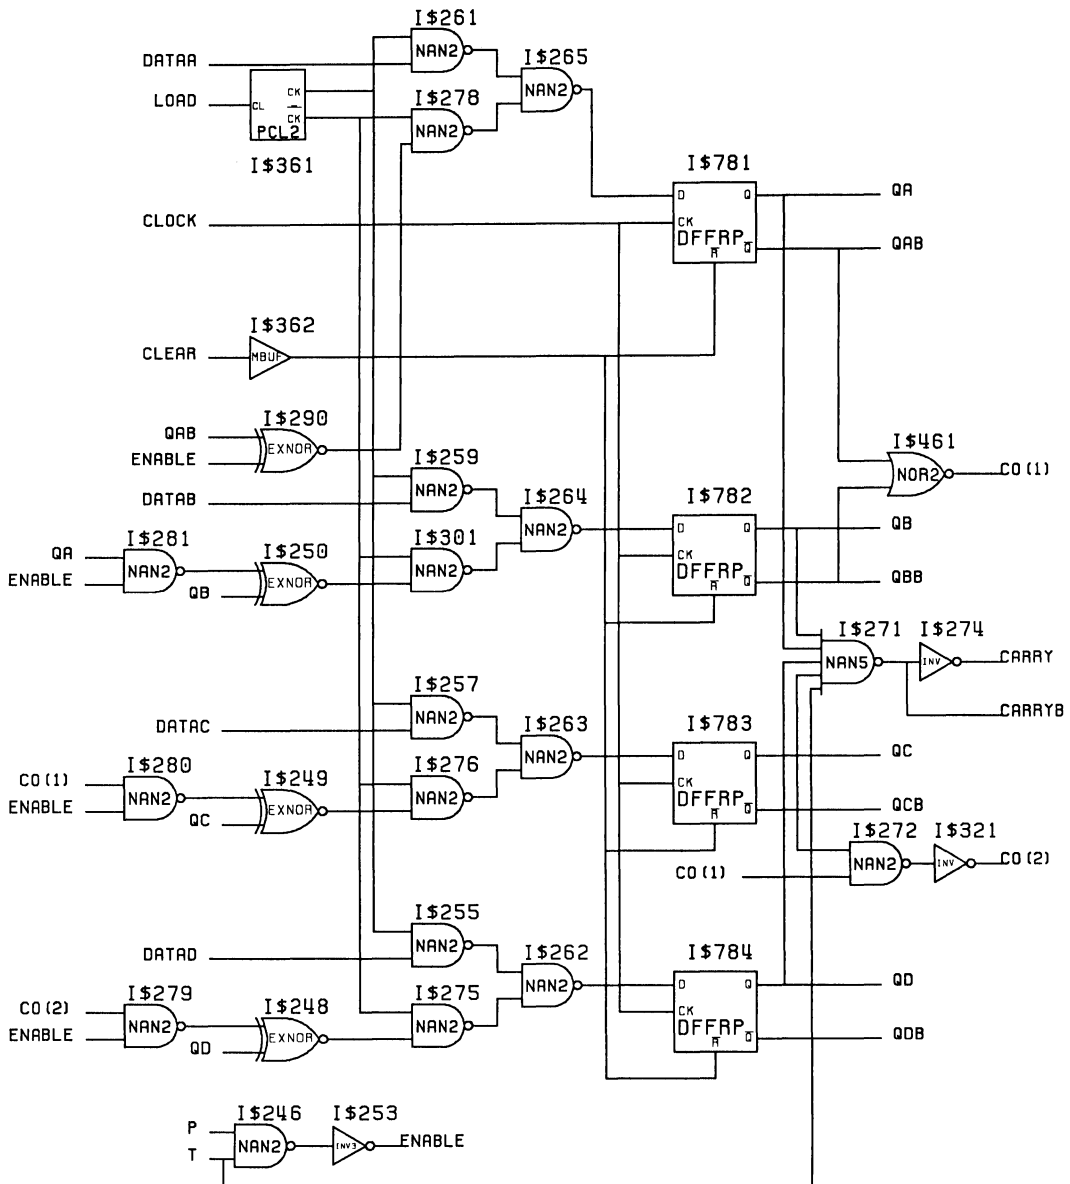 I$261
DATAA
NAN2
I$265
NAN2
LOAD
CL
CK
CK
PCL2
I$361
I$278
NAN2
I$781
D
Q
CK
DFFRP
R
Q
QA
QAB
CLOCK
I$362
CLEAR
MBUF
I$290
QAB
ENABLE
EXNOR
I$259
NAN2
DATAB
I$264
NAN2
I$281
QA
ENABLE
NAN2
I$250
QB
EXNOR
I$301
NAN2
I$782
D
Q
CK
DFFRP
R
Q
QB
QBB
I$461
NOR2
CO(1)
I$271
NAN5
I$274
INV
CARRY
CARRYB
I$257
NAN2
DATAC
I$263
NAN2
I$280
CO(1)
ENABLE
NAN2
I$249
QC
EXNOR
I$276
NAN2
I$783
D
Q
CK
DFFRP
R
Q
QC
QCB
I$272
NAN2
CO(1)
I$321
INV
CO(2)
I$255
NAN2
DATAD
I$262
NAN2
I$279
CO(2)
ENABLE
NAN2
I$248
QD
EXNOR
I$275
NAN2
I$784
D
Q
CK
DFFRP
R
Q
QD
QDB
I$246
P
T
NAN2
I$253
INV3
ENABLE